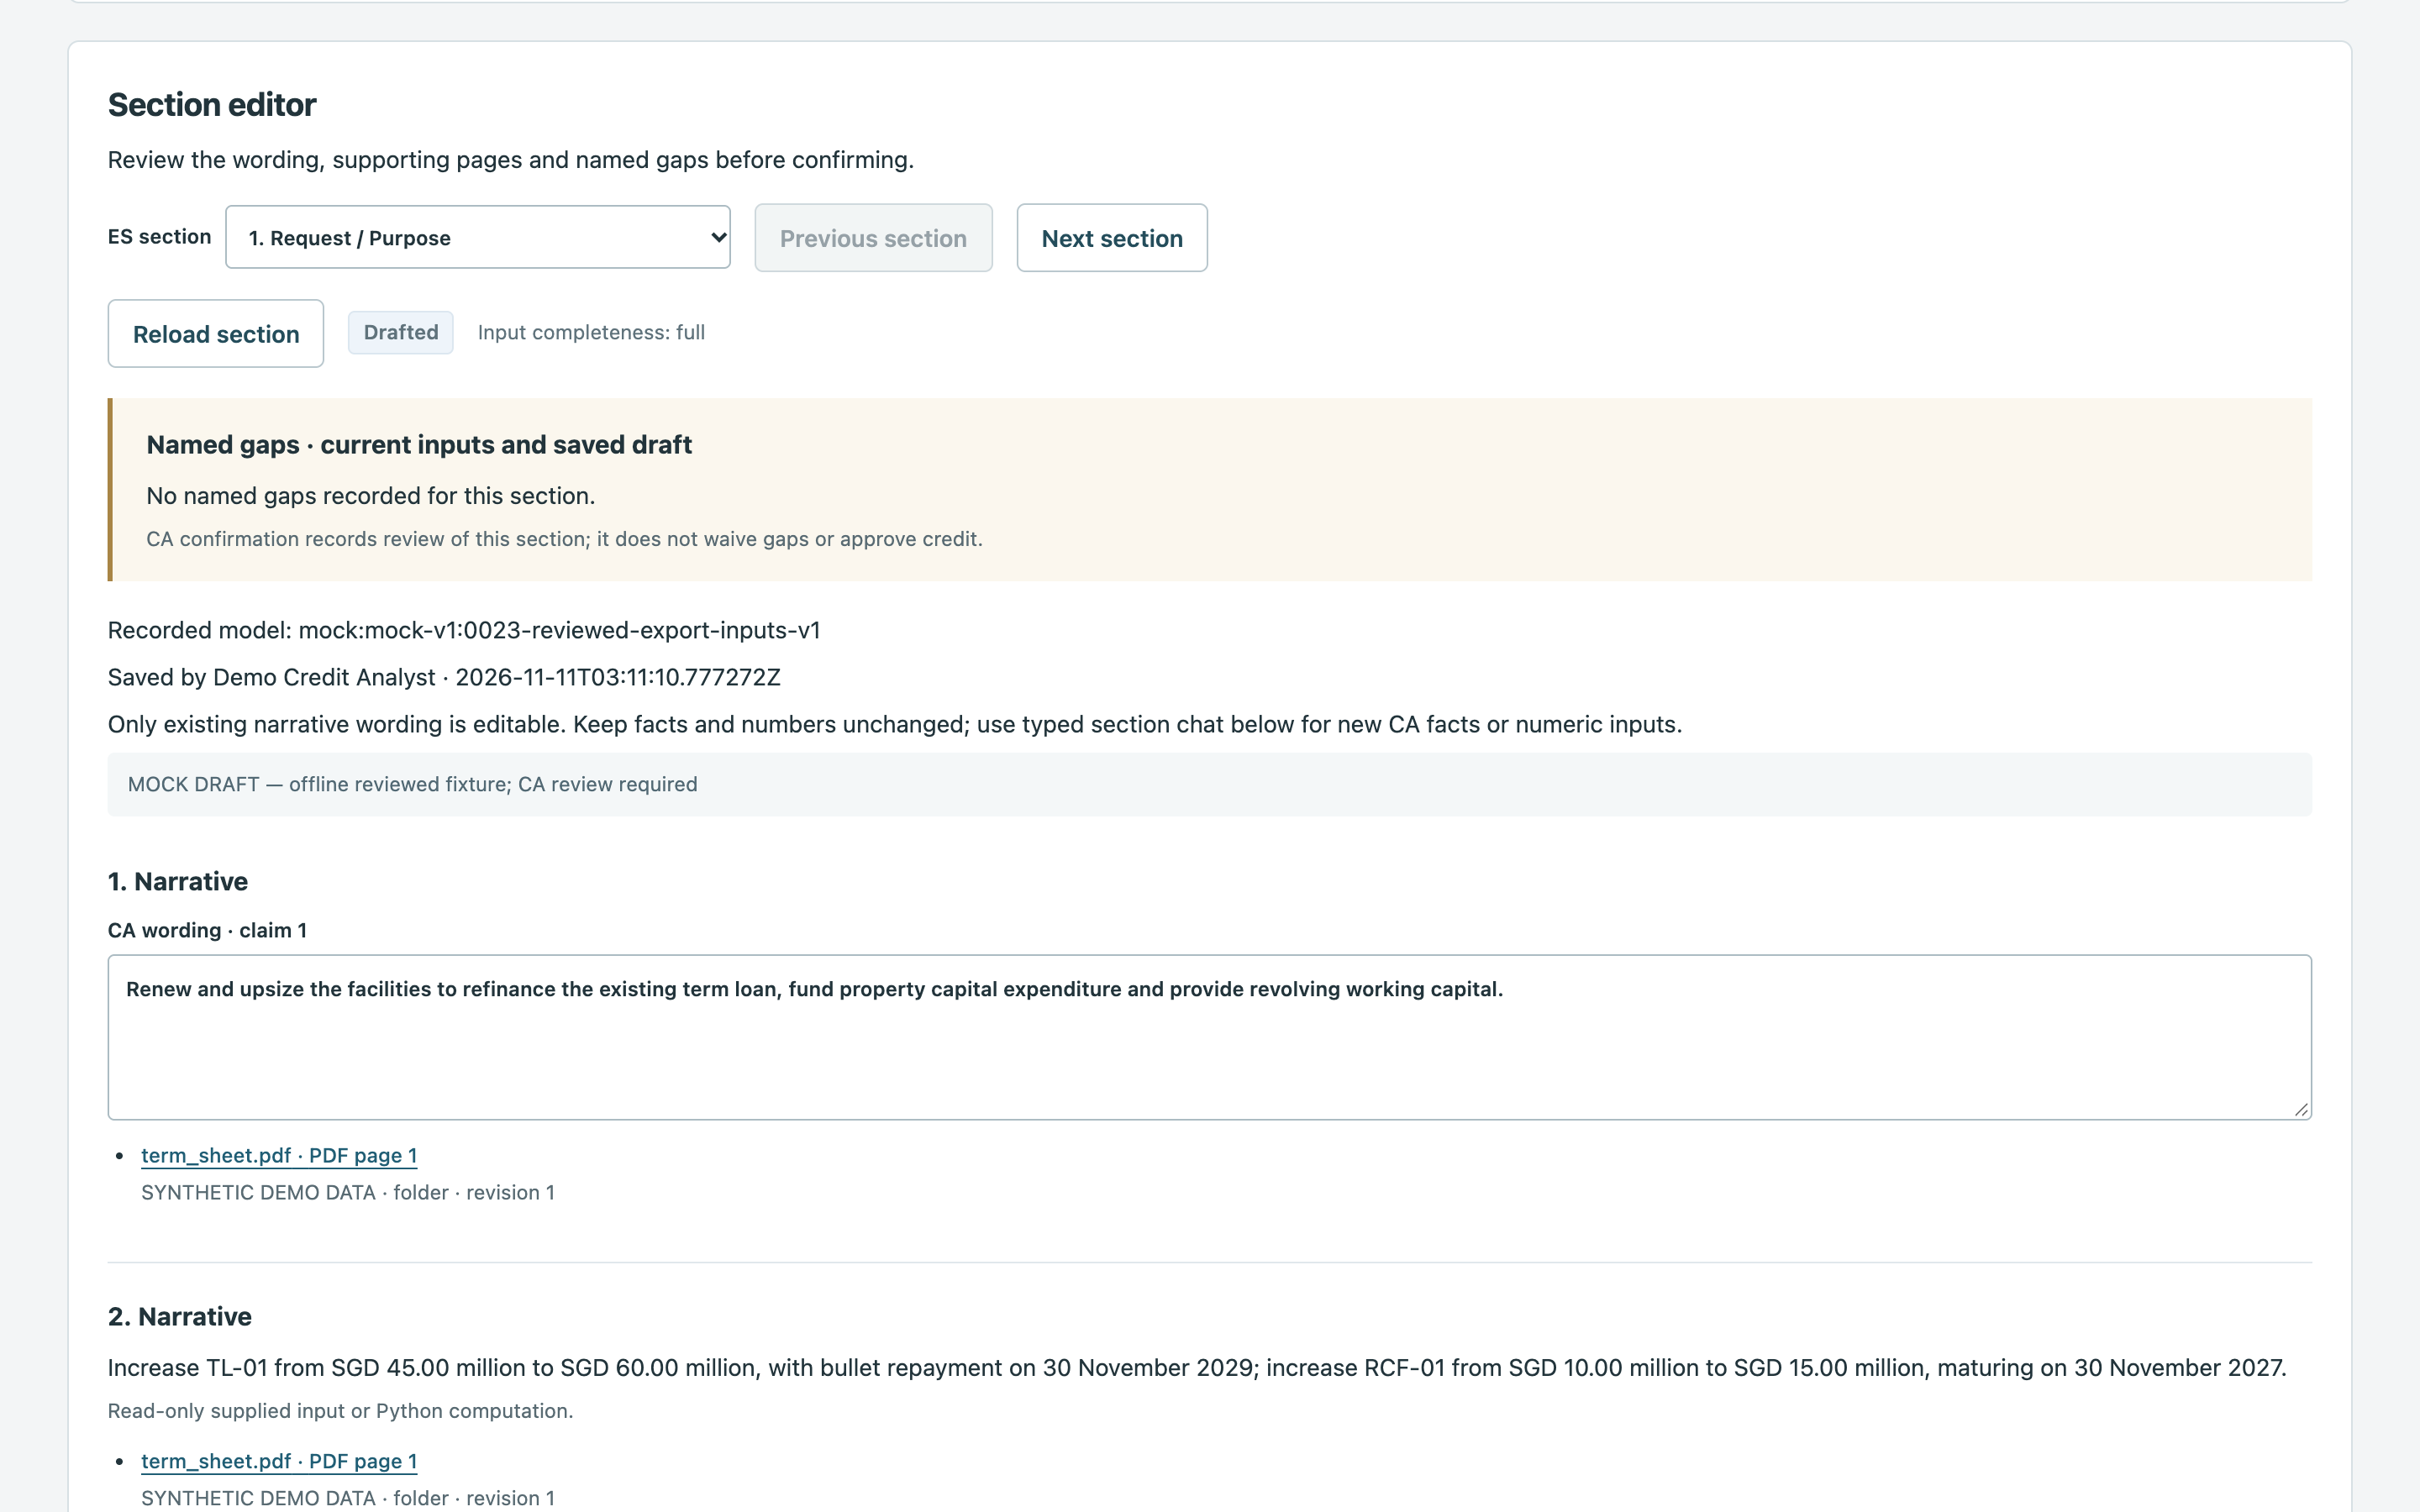 Section editor
Review the wording, supporting pages and named gaps before confirming.
ES section 1. Request / Purpose Previous section Next section
Reload section Drafted Input completeness: full
Named gaps · current inputs and saved draft
No named gaps recorded for this section.
CA confirmation records review of this section; it does not waive gaps or approve credit.
Recorded model: mock:mock-v1:0023-reviewed-export-inputs-v1
Saved by Demo Credit Analyst · 2026-11-11T03:11:10.777272Z
Only existing narrative wording is editable. Keep facts and numbers unchanged; use typed section chat below for new CA facts or numeric inputs.
MOCK DRAFT — offline reviewed fixture; CA review required
1. Narrative
CA wording · claim 1
Renew and upsize the facilities to refinance the existing term loan, fund property capital expenditure and provide revolving working capital.
• term_sheet.pdf · PDF page 1
SYNTHETIC DEMO DATA · folder · revision 1
2. Narrative
Increase TL-01 from SGD 45.00 million to SGD 60.00 million, with bullet repayment on 30 November 2029; increase RCF-01 from SGD 10.00 million to SGD 15.00 million, maturing on 30 November 2027.
Read-only supplied input or Python computation.
• term_sheet.pdf · PDF page 1
SYNTHETIC DEMO DATA · folder · revision 1